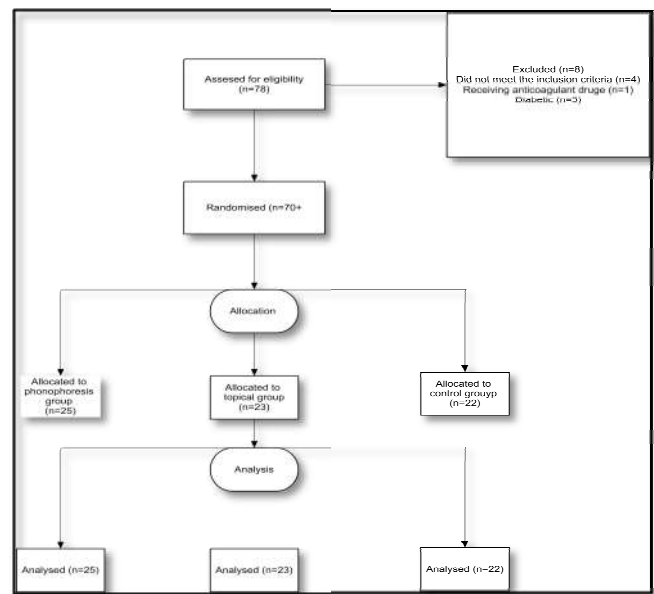 Assesed for eligibility
(n=78)
Excluded (n=8)
Did not meet the inclusion criteria (n=4)
Receiving anticoagulant druge (n=1)
Diabetic (n=3)
Randomised (n=70+
Allocation
Allocated to
phonophoresis
group
(n=25)
Allocated to
topical group
(n=23)
Allocated to
control grouyp
(n=22)
Analysis
Analysed (n=25)
Analysed (n=23)
Analysed (n=22)